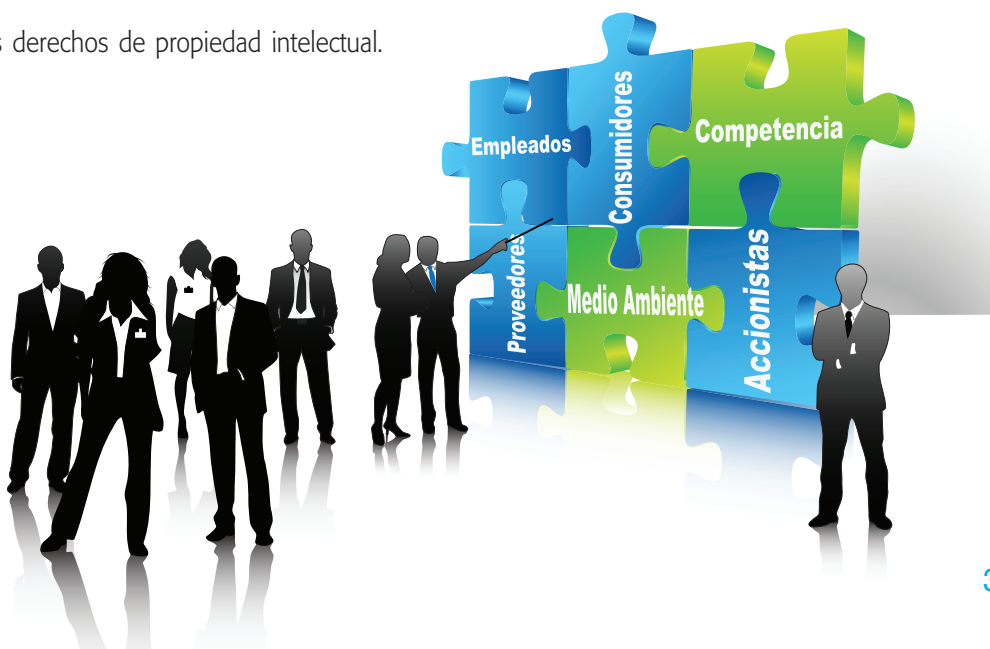 derechos de propiedad intelectual.
Empleados
Consumidores
Competencia
Proveedores
Medio Ambiente
Accionistas